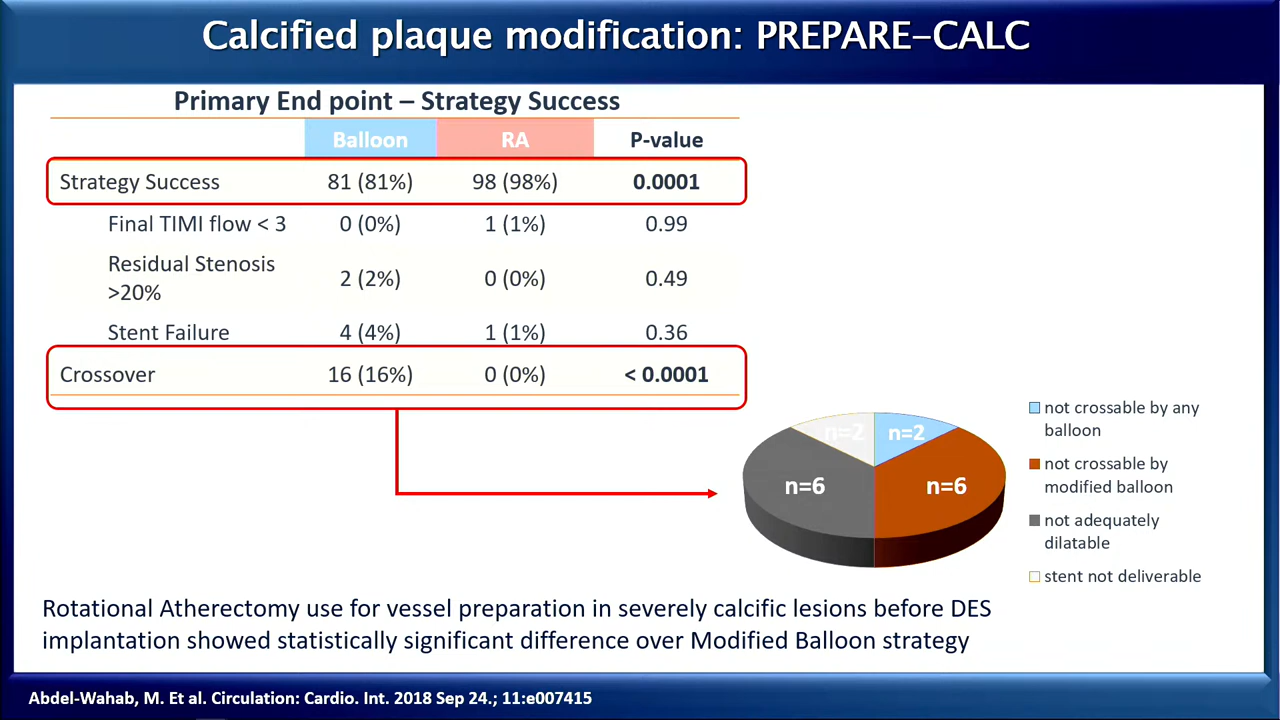 Calcified plaque modification: PREPARE-CALC
Primary End point – Strategy Success
Balloon RA P-value
Strategy Success 81 (81%) 98 (98%) 0.0001
Final TIMI flow < 3 0 (0%) 1 (1%) 0.99
Residual Stenosis
>20% 2 (2%) 0 (0%) 0.49
Stent Failure 4 (4%) 1 (1%) 0.36
Crossover 16 (16%) 0 (0%) < 0.0001
n=2 n=2
n=6 n=6
not crossable by any
balloon
not crossable by
modified balloon
not adequately
dilatable
stent not deliverable
Rotational Atherectomy use for vessel preparation in severely calcific lesions before DES
implantation showed statistically significant difference over Modified Balloon strategy
Abdel-Wahab, M. Et al. Circulation: Cardio. Int. 2018 Sep 24.; 11:e007415